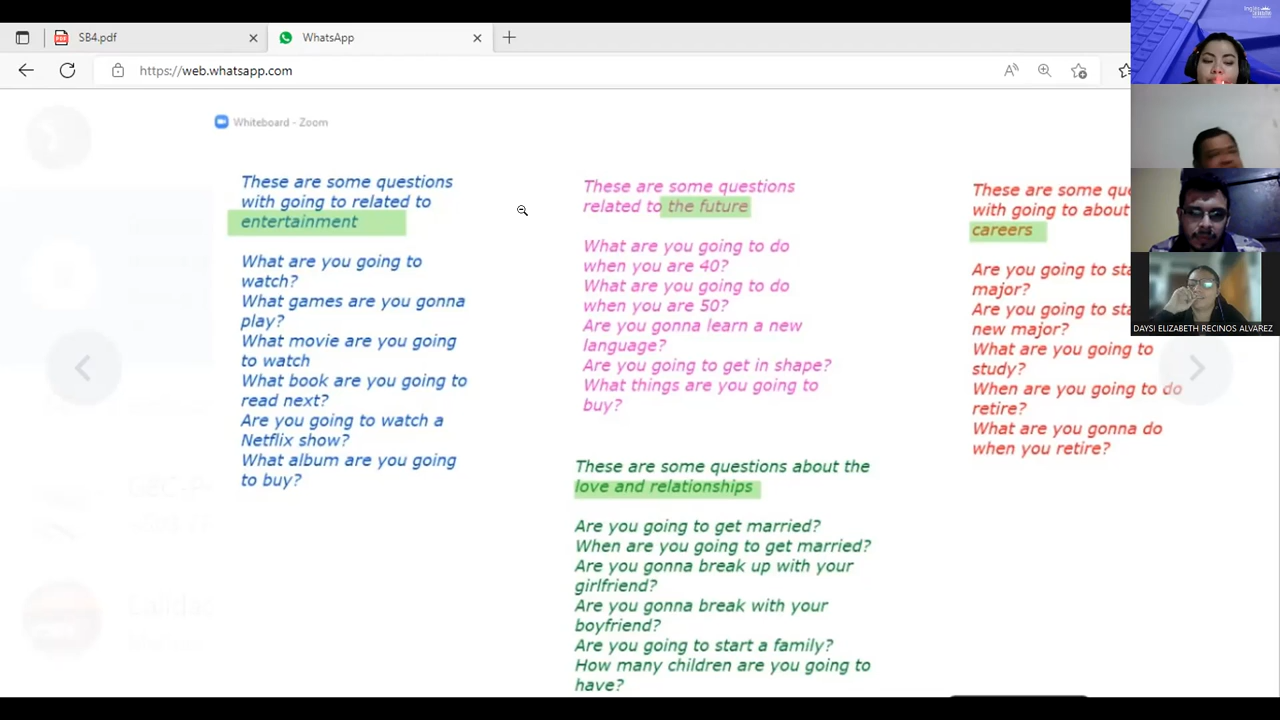 SB4.pdf
WhatsApp
https://web.whatsapp.com
Whiteboard - Zoom
These are some questions
with going to related to
entertainment
What are you going to
watch?
What games are you gonna
play?
What movie are you going
to watch
What book are you going to
read next?
Are you going to watch a
Netflix show?
What album are you going
to buy?
These are some questions
related to the future
What are you going to do
when you are 40?
What are you going to do
when you are 50?
Are you gonna learn a new
language?
Are you going to get in shape?
What things are you going to
buy?
These are some questions about the
love and relationships
Are you going to get married?
When are you going to get married?
Are you gonna break up with your
girlfriend?
Are you gonna break with your
boyfriend?
Are you going to start a family?
How many children are you going to
have?
These are some que
with going to about
careers
Are you going to sta
major?
Are you going to sta
new major?
What are you going to
study?
When are you going to do
retire?
What are you gonna do
when you retire?
DAYSI ELIZABETH RECINOS ALVAREZ